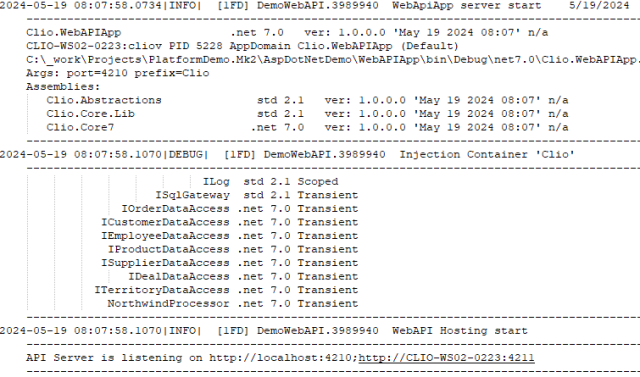 2024-05-19 08:07:58.0734|INFO| [1FD] DemoWebAPI.3989940 WebApiApp server start 5/19/2024
Clio.WebAPIApp .net 7.0 ver: 1.0.0.0 'May 19 2024 08:07' n/a
CLIO-WS02-0223:cliov PID 5228 AppDomain Clio.WebAPIApp (Default)
C:\_work\Projects\PlatformDemo.Mk2\AspDotNetDemo\WebAPIApp\bin\Debug\net7.0\Clio.WebAPIApp.
Args: port=4210 prefix=Clio
Assemblies:
Clio.Abstractions std 2.1 ver: 1.0.0.0 'May 19 2024 08:07' n/a
Clio.Core.Lib std 2.1 ver: 1.0.0.0 'May 19 2024 08:07' n/a
Clio.Core7 .net 7.0 ver: 1.0.0.0 'May 19 2024 08:07' n/a
2024-05-19 08:07:58.1070|DEBUG| [1FD] DemoWebAPI.3989940 Injection Container 'Clio'
ILog std 2.1 Scoped
ISqlGateway std 2.1 Transient
IOrderDataAccess .net 7.0 Transient
ICustomerDataAccess .net 7.0 Transient
IEmployeeDataAccess .net 7.0 Transient
IProductDataAccess .net 7.0 Transient
ISupplierDataAccess .net 7.0 Transient
IDealDataAccess .net 7.0 Transient
ITerritoryDataAccess .net 7.0 Transient
NorthwindProcessor .net 7.0 Transient
2024-05-19 08:07:58.1070|INFO| [1FD] DemoWebAPI.3989940 WebAPI Hosting start
API Server is listening on http://localhost:4210;http://CLIO-WS02-0223:4211